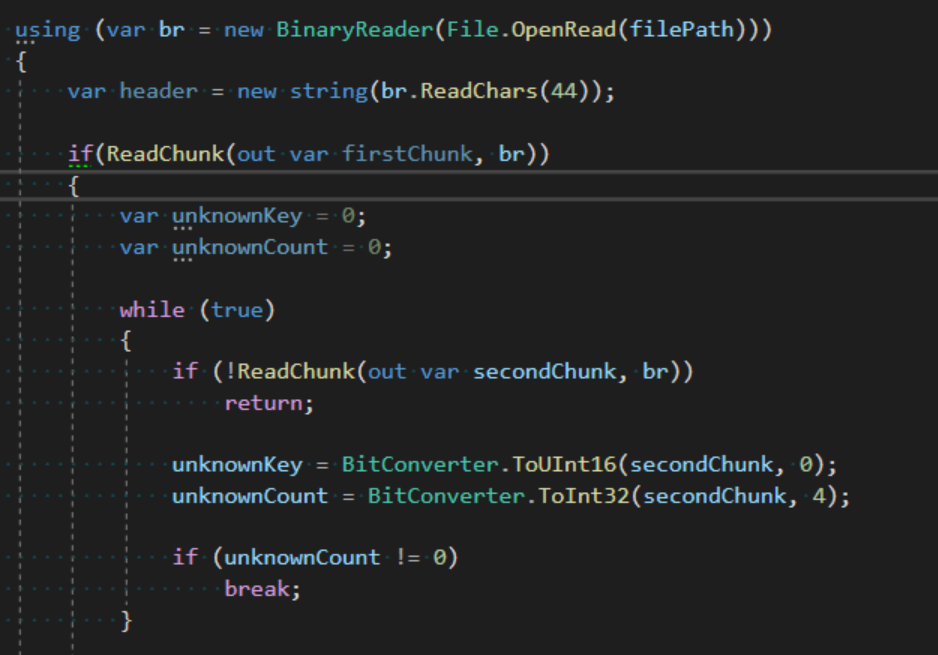 using (var br = new BinaryReader(File.OpenRead(filePath)))
{
var header = new string(br.ReadChars(44));
if(ReadChunk(out var firstChunk, br))
{
var unknownKey = 0;
var unknownCount = 0;
while (true)
{
if (!ReadChunk(out var secondChunk, br))
return;
unknownKey = BitConverter.ToUInt16(secondChunk, 0);
unknownCount = BitConverter.ToInt32(secondChunk, 4);
if (unknownCount != 0)
break;
}